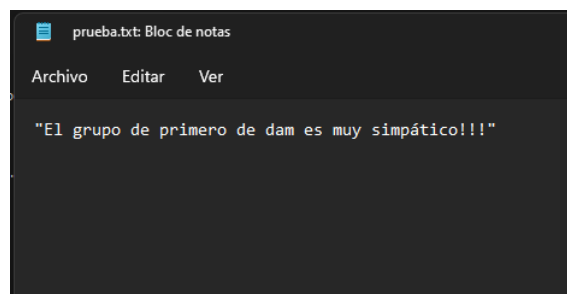 prueba.txt: Bloc de notas
Archivo Editar Ver
"El grupo de primero de dam es muy simpático!!!"